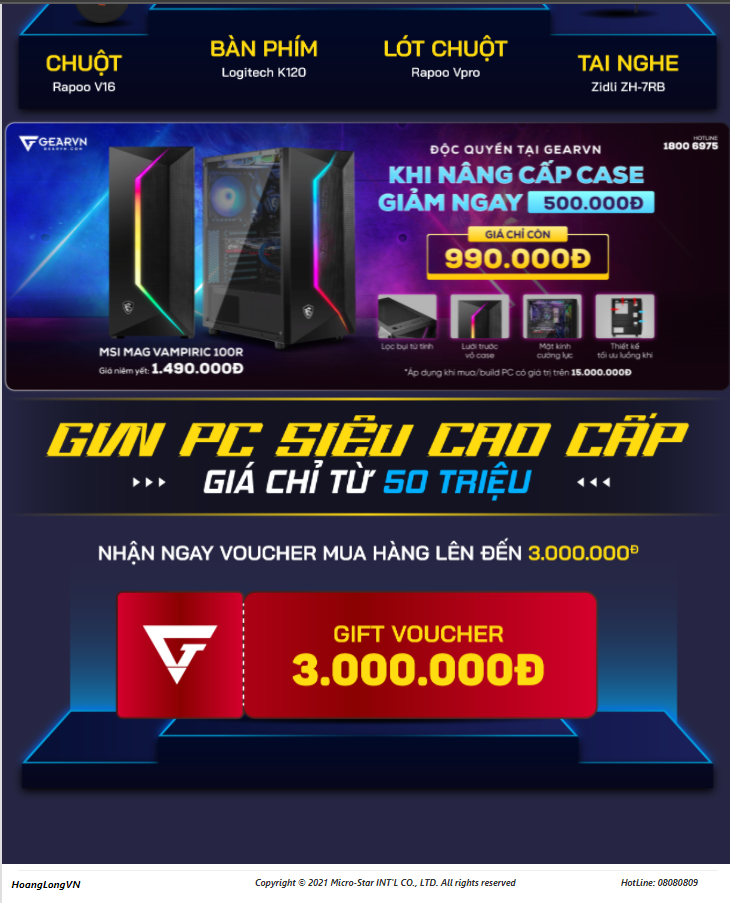 CHUỘT
Rapoo V16
BÀN PHÍM
Logitech K120
LÓT CHUỘT
Rapoo Vpro
TAI NGHE
Zidli ZH-7RB
GEARVN
GEARVN.COM
HOTLINE
1800 6975
ĐỘC QUYỀN TẠI GEARVN
KHI NÂNG CẤP CASE
GIẢM NGAY 500.000Đ
GIÁ CHỈ CÒN
990.000Đ
Lọc bụi từ tính
Lưới trước
vỏ case
Mặt kính
cường lực
Thiết kế
tối ưu luồng khí
MSI MAG VAMPIRIC 100R
Giá niêm yết: 1.490.000Đ
*Áp dụng khi mua/build PC có giá trị trên 15.000.000Đ
GVN PC SIÊU CAO CẤP
GIÁ CHỈ TỪ 50 TRIỆU
NHẬN NGAY VOUCHER MUA HÀNG LÊN ĐẾN 3.000.000Đ
GIFT VOUCHER
3.000.000Đ
HoangLongVN
Copyright © 2021 Micro-Star INT'L CO., LTD. All rights reserved
HotLine: 08080809